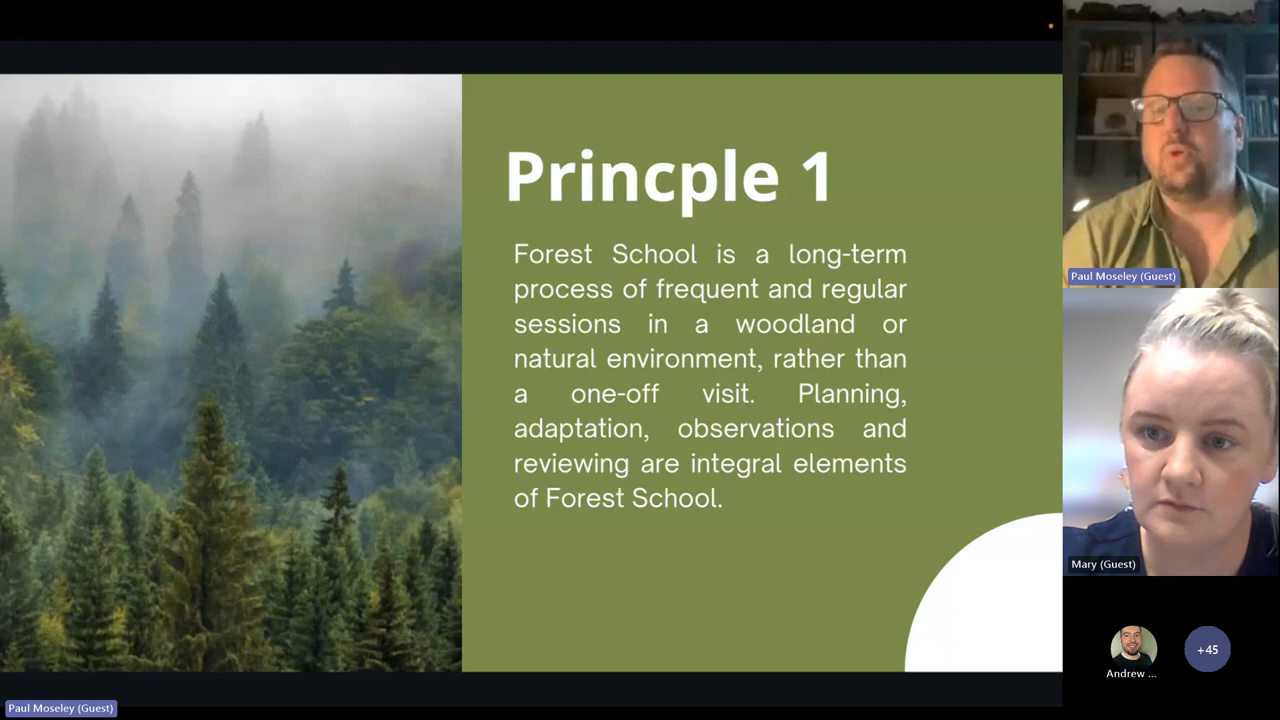 Princple 1
Forest School is a long-term
process of frequent and regular
sessions in a woodland or
natural environment, rather than
a one-off visit. Planning,
adaptation, observations and
reviewing are integral elements
of Forest School.
Paul Moseley (Guest)
Mary (Guest)
Andrew ...
+45
Paul Moseley (Guest)